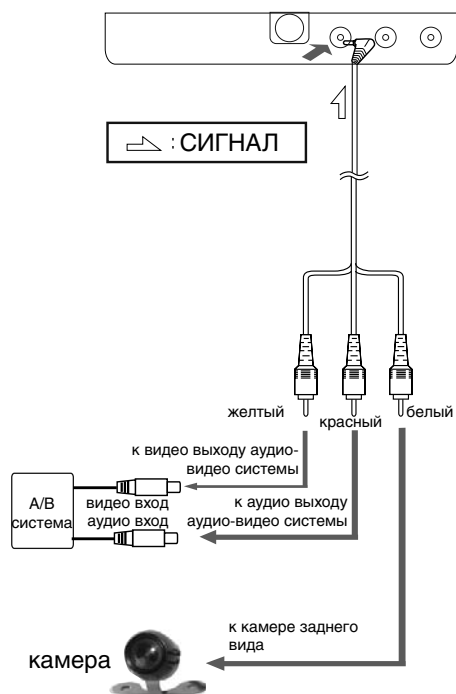 : СИГНАЛ
желтый
красный
белый
к видео выходу аудио-
видео системы
А/В
система
видео вход
аудио вход
к аудио выходу
аудио-видео системы
к камере заднего
вида
камера